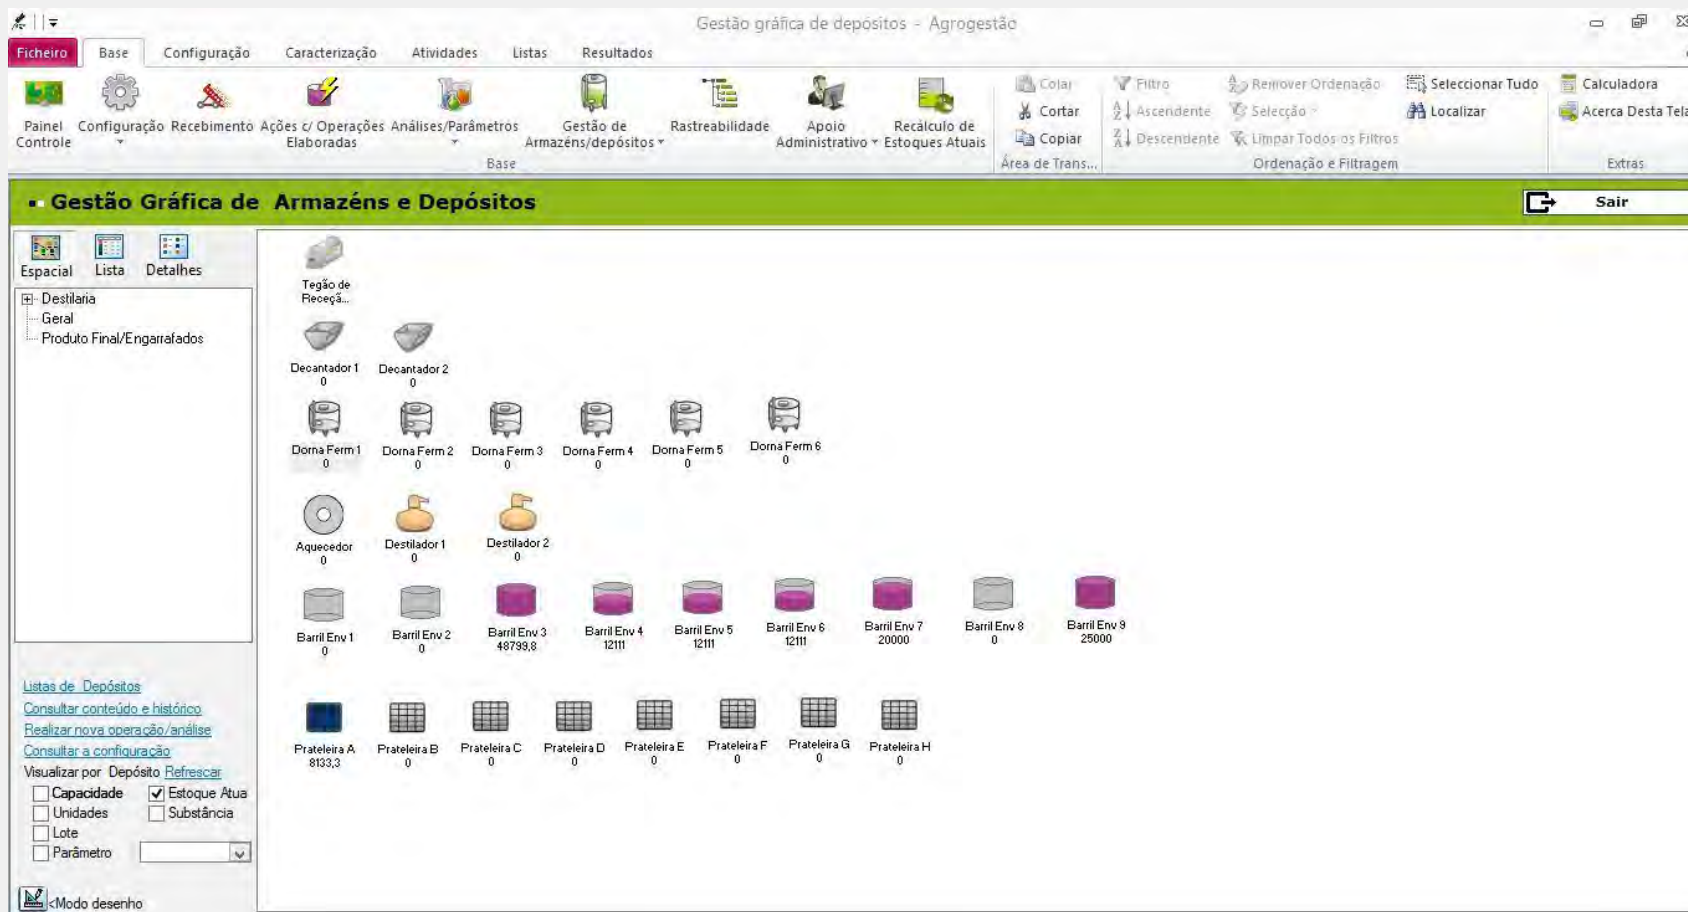 Gestão gráfica de depósitos - Agrogestão
Ficheiro Base Configuração Caracterização Atividades Listas Resultados
Painel Controle
Configuração
Recebimento
Ações c/ Operações Elaboradas
Análises/Parâmetros
Gestão de Armazéns/depósitos
Rastreabilidade
Apoio Administrativo
Recálculo de Estoques Atuais
Base
Colar
Cortar
Copiar
Área de Trans...
Filtro
Ascendente
Descendente
Remover Ordenação
Selecção
Limpar Todos os Filtros
Ordenação e Filtragem
Seleccionar Tudo
Localizar
Calculadora
Acerca Desta Tela
Extras
Gestão Gráfica de Armazéns e Depósitos
Sair
Espacial Lista Detalhes
Destilaria
Geral
Produto Final/Engarrafados
Listas de Depósitos
Consultar conteúdo e histórico
Realizar nova operação/análise
Consultar a configuração
Visualizar por Depósito Refrescar
Capacidade Estoque Atua
Unidades Substância
Lote
Parâmetro
<Modo desenho
Tegão de
Receçã...
Decantador 1 Decantador 2
0 0
Dorna Ferm 1 Dorna Ferm 2 Dorna Ferm 3 Dorna Ferm 4 Dorna Ferm 5 Dorna Ferm 6
0 0 0 0 0 0
Aquecedor Destilador 1 Destilador 2
0 0 0
Barril Env 1 Barril Env 2 Barril Env 3 Barril Env 4 Barril Env 5 Barril Env 6 Barril Env 7 Barril Env 8 Barril Env 9
0 0 48799,8 12111 12111 12111 20000 0 25000
Prateleira A Prateleira B Prateleira C Prateleira D Prateleira E Prateleira F Prateleira G Prateleira H
8133,3 0 0 0 0 0 0 0